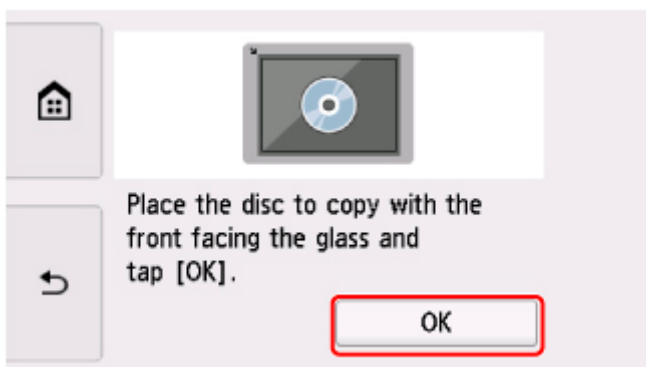 Place the disc to copy with the
front facing the glass and
tap [OK].
OK